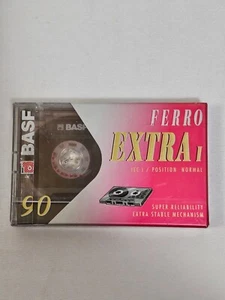 FERRO
EXTRA I
IEC I / POSITION NORMAL
BASF
BASF
90
SUPER RELIABILITY
EXTRA STABLE MECHANISM